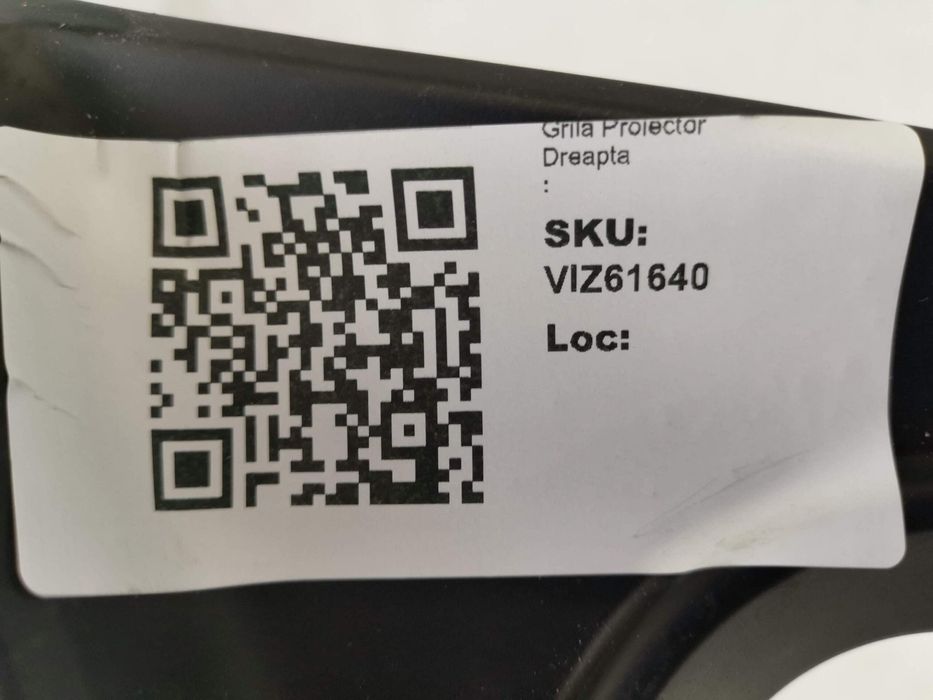 Grila Proiector
Dreapta
:
SKU:
VIZ61640
Loc: